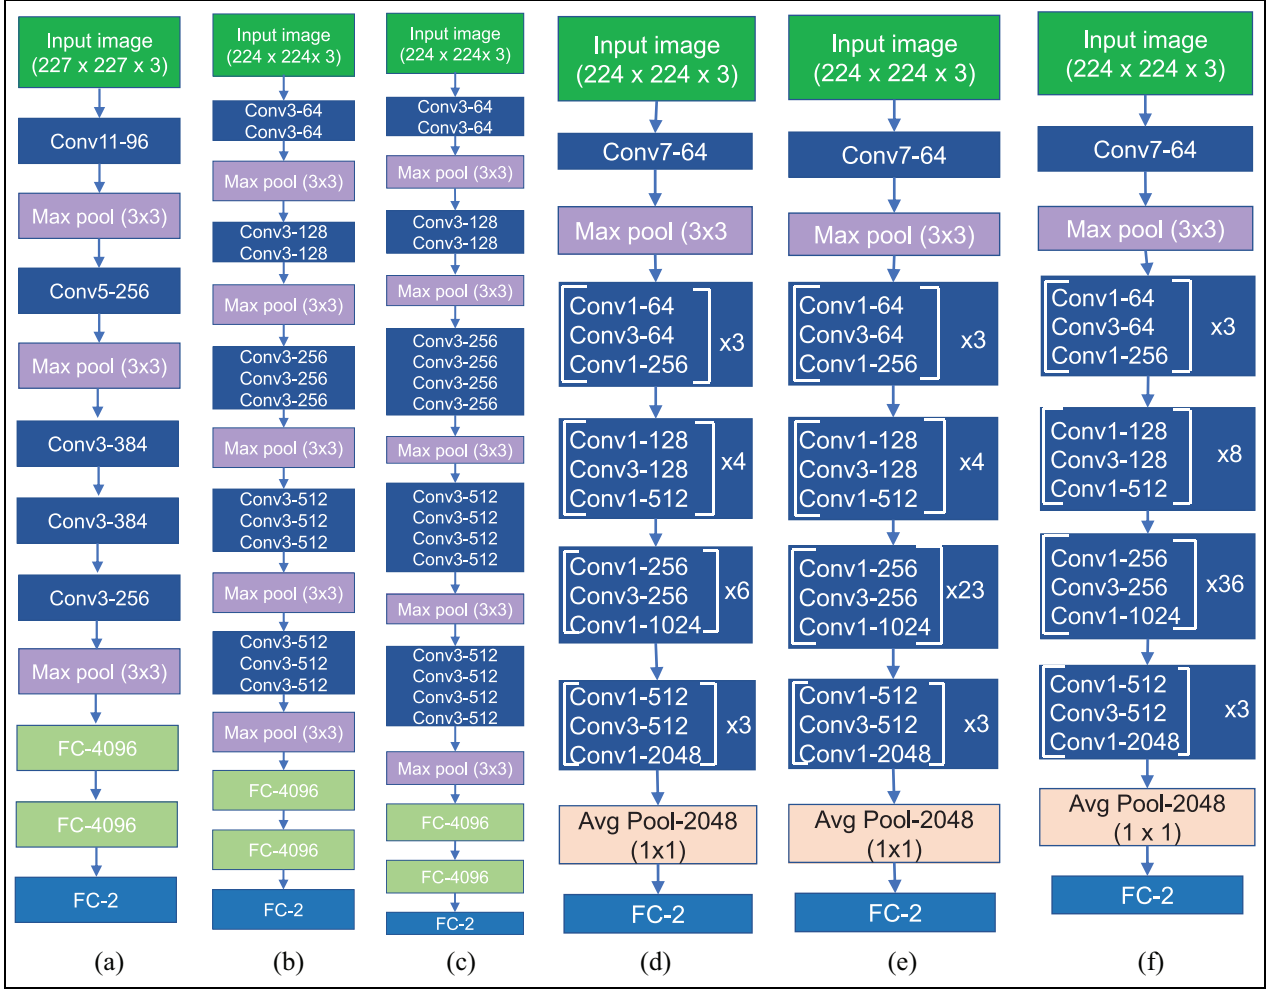 Input image
(227 x 227 x 3)
Conv11-96
Max pool (3x3)
Conv5-256
Max pool (3x3)
Conv3-384
Conv3-384
Conv3-256
Max pool (3x3)
FC-4096
FC-4096
FC-2
(a)
Input image
(224 x 224x 3)
Conv3-64
Conv3-64
Max pool (3x3)
Conv3-128
Conv3-128
Max pool (3x3)
Conv3-256
Conv3-256
Conv3-256
Max pool (3x3)
Conv3-512
Conv3-512
Conv3-512
Max pool (3x3)
Conv3-512
Conv3-512
Conv3-512
Max pool (3x3)
FC-4096
FC-4096
FC-2
(b)
Input image
(224 x 224x 3)
Conv3-64
Conv3-64
Max pool (3x3)
Conv3-128
Conv3-128
Max pool (3x3)
Conv3-256
Conv3-256
Conv3-256
Conv3-256
Max pool (3x3)
Conv3-512
Conv3-512
Conv3-512
Conv3-512
Max pool (3x3)
Conv3-512
Conv3-512
Conv3-512
Conv3-512
Max pool (3x3)
FC-4096
FC-4096
FC-2
(c)
Input image
(224 x 224 x 3)
Conv7-64
Max pool (3x3
Conv1-64
Conv3-64
Conv1-256
x3
Conv1-128
Conv3-128
Conv1-512
x4
Conv1-256
Conv3-256
Conv1-1024
x6
Conv1-512
Conv3-512
Conv1-2048
x3
Avg Pool-2048
(1x1)
FC-2
(d)
Input image
(224 x 224 x 3)
Conv7-64
Max pool (3x3)
Conv1-64
Conv3-64
Conv1-256
x3
Conv1-128
Conv3-128
Conv1-512
x4
Conv1-256
Conv3-256
Conv1-1024
x23
Conv1-512
Conv3-512
Conv1-2048
x3
Avg Pool-2048
(1x1)
FC-2
(e)
Input image
(224 x 224 x 3)
Conv7-64
Max pool (3x3)
Conv1-64
Conv3-64
Conv1-256
x3
Conv1-128
Conv3-128
Conv1-512
x8
Conv1-256
Conv3-256
Conv1-1024
x36
Conv1-512
Conv3-512
Conv1-2048
x3
Avg Pool-2048
(1 x 1)
FC-2
(f)